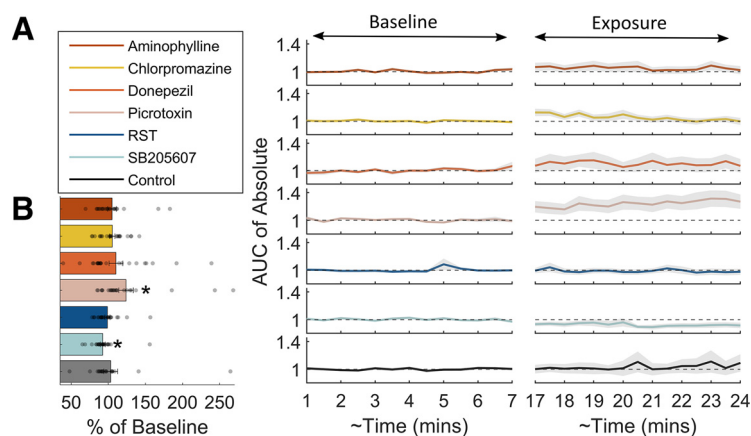 A
Aminophylline
Chlorpromazine
Donepezil
Picrotoxin
RST
SB205607
Control
B
*
*
50 100 150 200 250
% of Baseline
Baseline
Exposure
AUC of Absolute
1.4
1
1.4
1
1.4
1
1.4
1
1.4
1
1.4
1
1.4
1
1 2 3 4 5 6 7
~Time (mins)
17 18 19 20 21 22 23 24
~Time (mins)